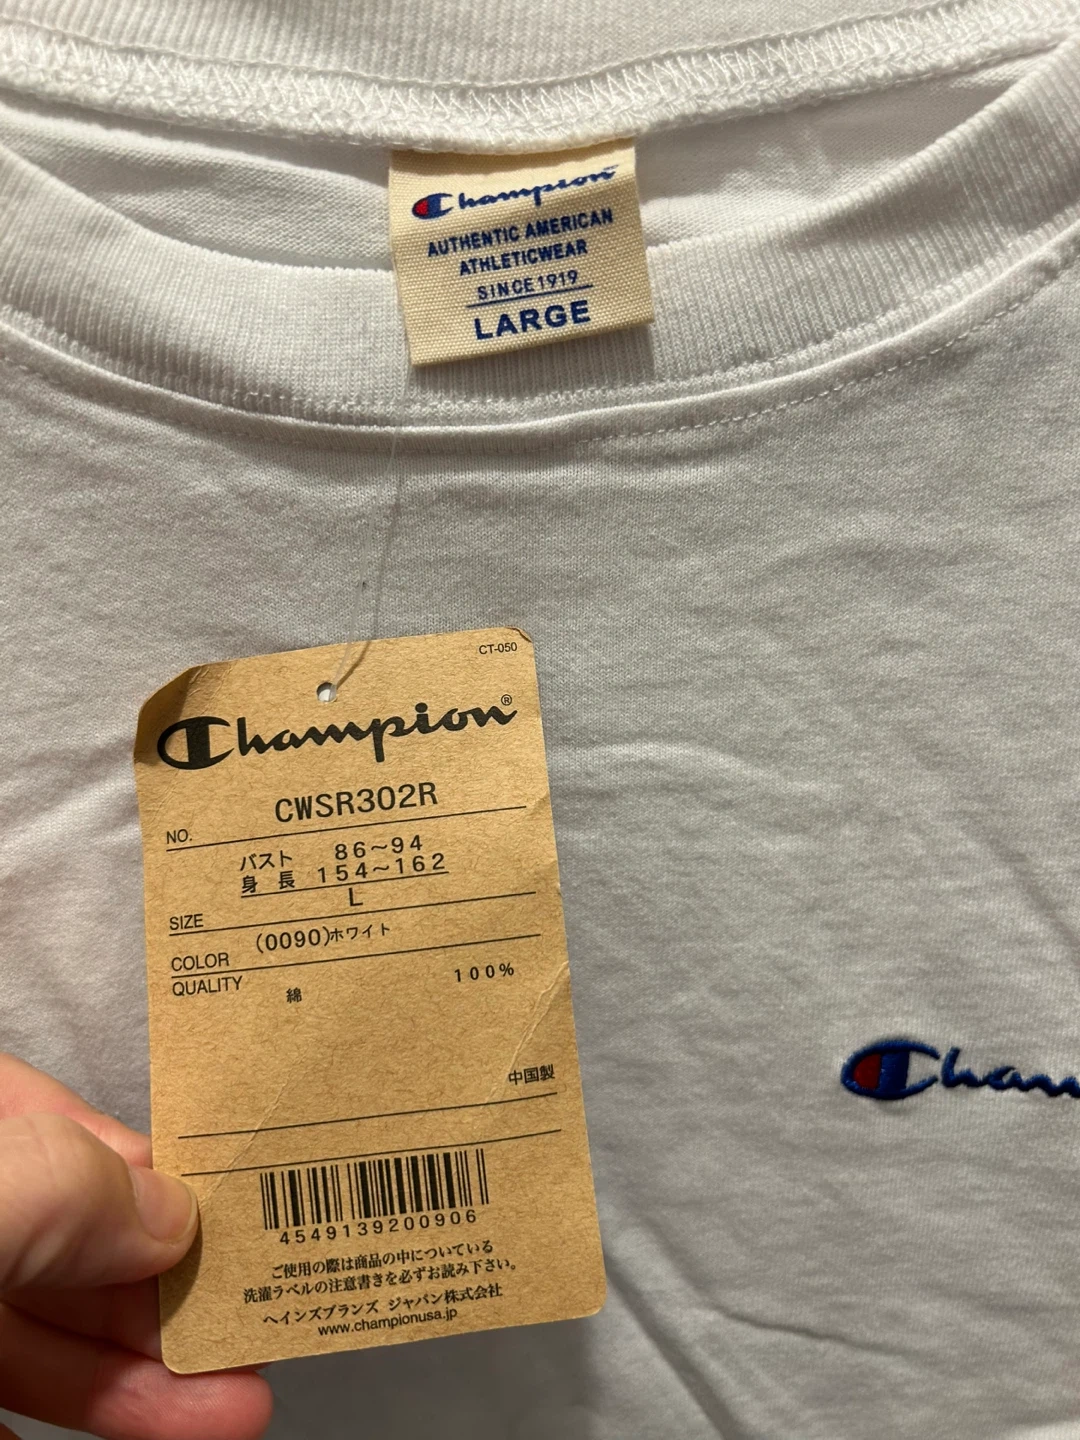 Champion
AUTHENTIC AMERICAN
ATHLETICWEAR
SINCE 1919
LARGE
CT-050
Champion®
NO. CWSR302R
バスト 86~94
身長 154~162
SIZE L
COLOR (0090)ホワイト
QUALITY
綿 100%
中国製
4549139200906
ご使用の際は商品の中についている
洗濯ラベルの注意書きを必ずお読み下さい。
ヘインズブランズ ジャパン株式会社
www.championusa.jp
Cham